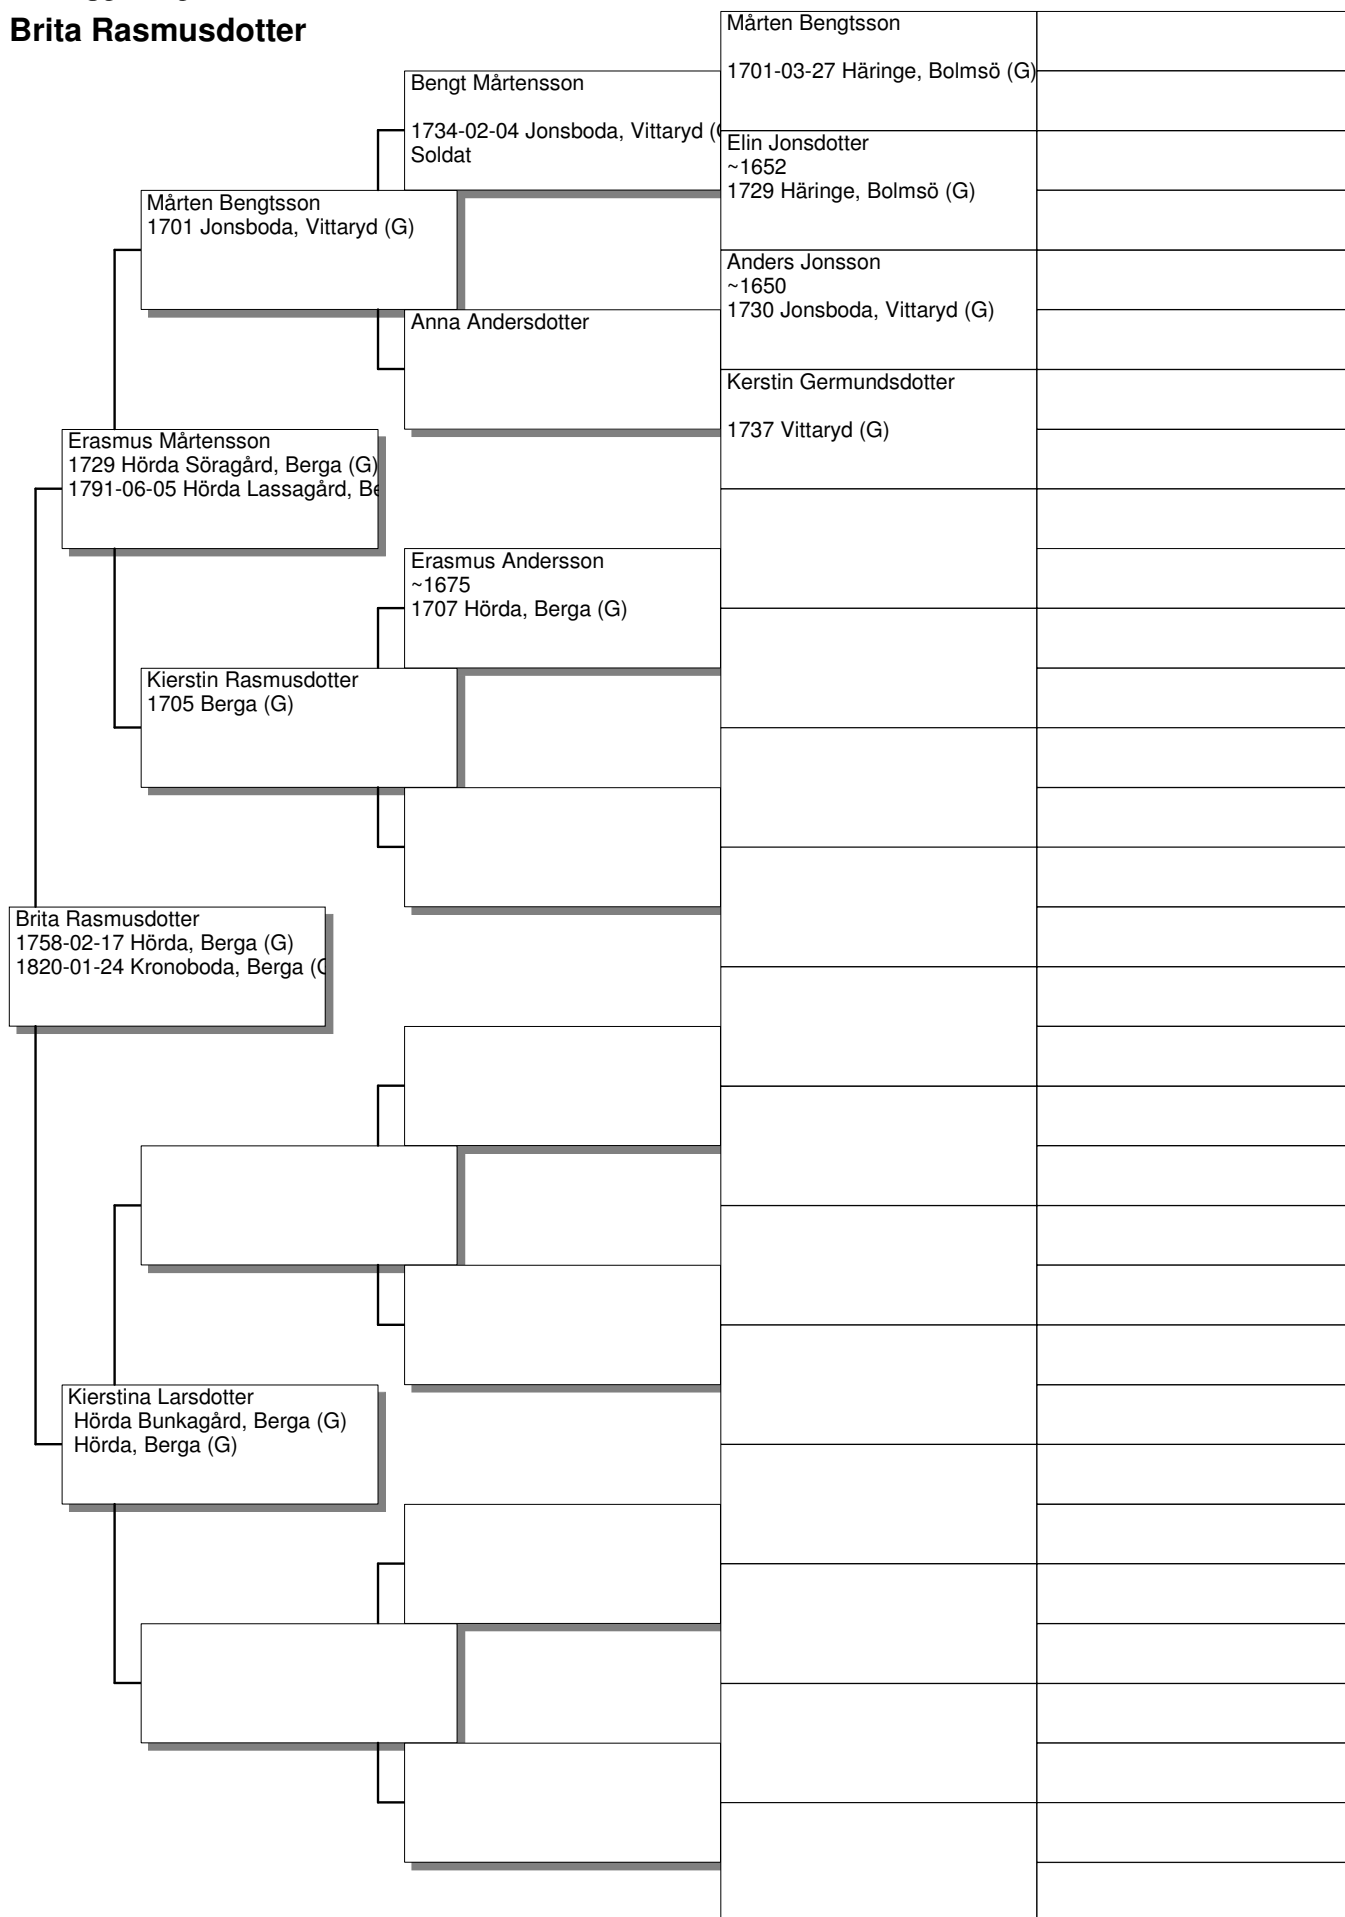 Brita Rasmusdotter
Mårten Bengtsson
1701-03-27 Häringe, Bolmsö (G)
Bengt Mårtensson
1734-02-04 Jonsboda, Vittaryd (
Soldat
Elin Jonsdotter
~1652
1729 Häringe, Bolmsö (G)
Mårten Bengtsson
1701 Jonsboda, Vittaryd (G)
Anders Jonsson
~1650
1730 Jonsboda, Vittaryd (G)
Anna Andersdotter
Kerstin Germundsdotter
1737 Vittaryd (G)
Erasmus Mårtensson
1729 Hörda Söragård, Berga (G)
1791-06-05 Hörda Lassagård, Be
Erasmus Andersson
~1675
1707 Hörda, Berga (G)
Kierstin Rasmusdotter
1705 Berga (G)
Brita Rasmusdotter
1758-02-17 Hörda, Berga (G)
1820-01-24 Kronoboda, Berga (
Kierstina Larsdotter
Hörda Bunkagård, Berga (G)
Hörda, Berga (G)